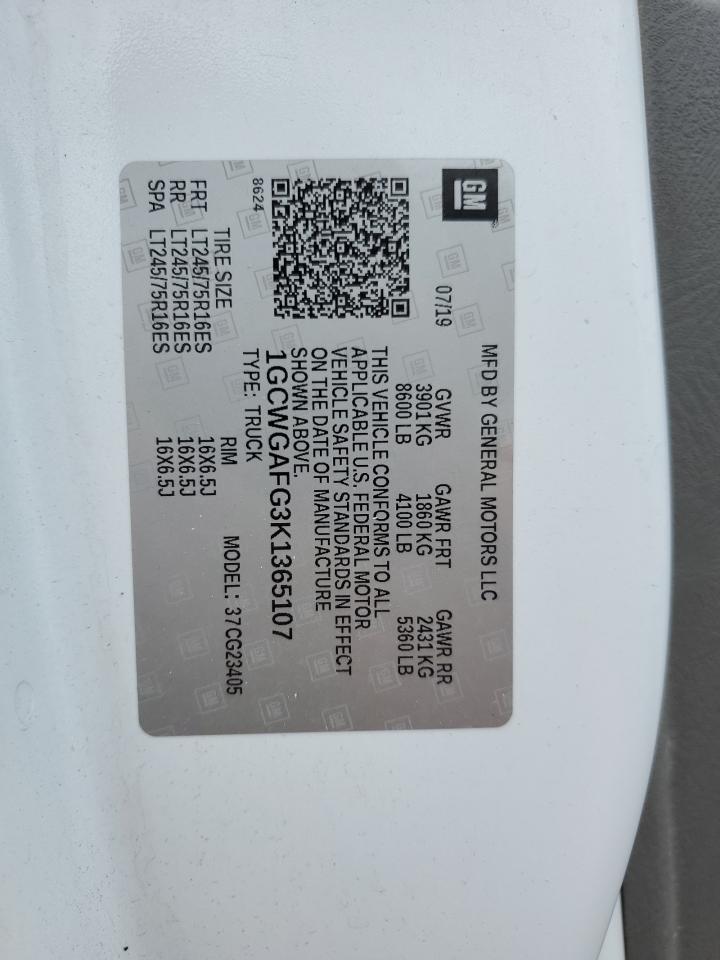 GM
MFD BY GENERAL MOTORS LLC
07/19
GVWR GAWR FRT GAWR RR
3901 KG 1860 KG 2431 KG
8600 LB 4100 LB 5360 LB
THIS VEHICLE CONFORMS TO ALL
APPLICABLE U.S. FEDERAL MOTOR
VEHICLE SAFETY STANDARDS IN EFFECT
ON THE DATE OF MANUFACTURE
SHOWN ABOVE.
1GCWGAFG3K1365107
8624
TYPE: TRUCK
MODEL: 37CG23405
TIRE SIZE RIM
FRT LT245/75R16ES 16X6.5J
RR LT245/75R16ES 16X6.5J
SPA LT245/75R16ES 16X6.5J